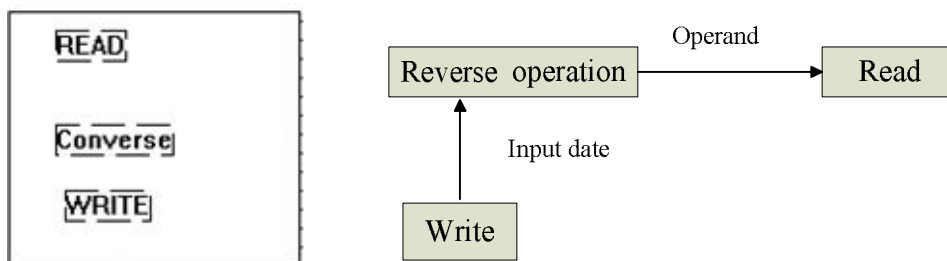 READ
Converse
WRITE
Operand
Reverse operation
Read
Input date
Write